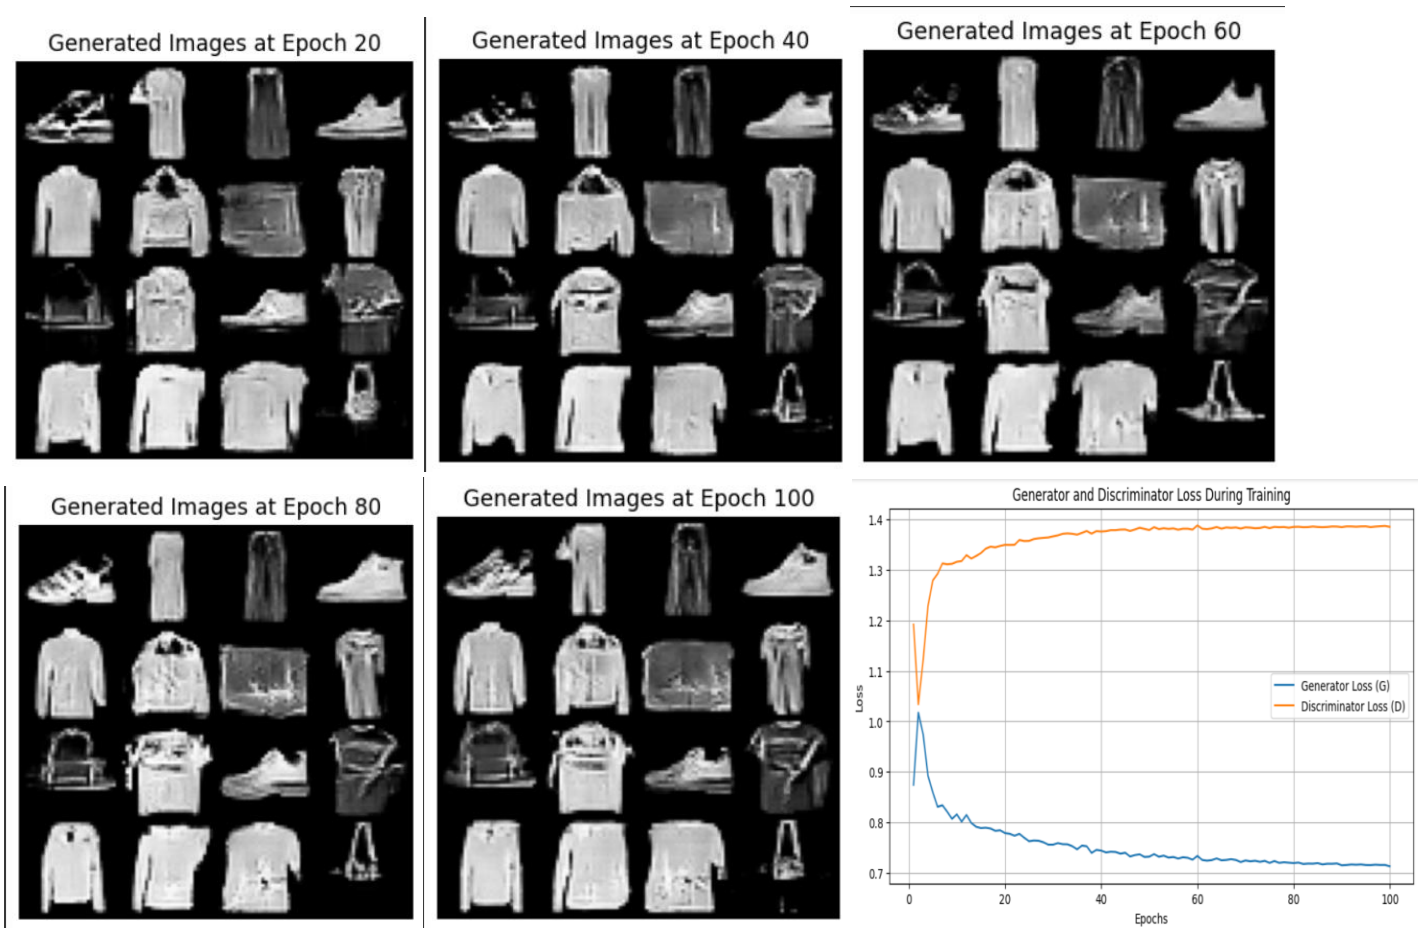 Generated Images at Epoch 20
Generated Images at Epoch 40
Generated Images at Epoch 60
Generated Images at Epoch 80
Generated Images at Epoch 100
Generator and Discriminator Loss During Training
1.4
1.3
1.2
1.1
1.0
0.9
0.8
0.7
Loss
Generator Loss (G)
Discriminator Loss (D)
0 20 40 60 80 100
Epochs